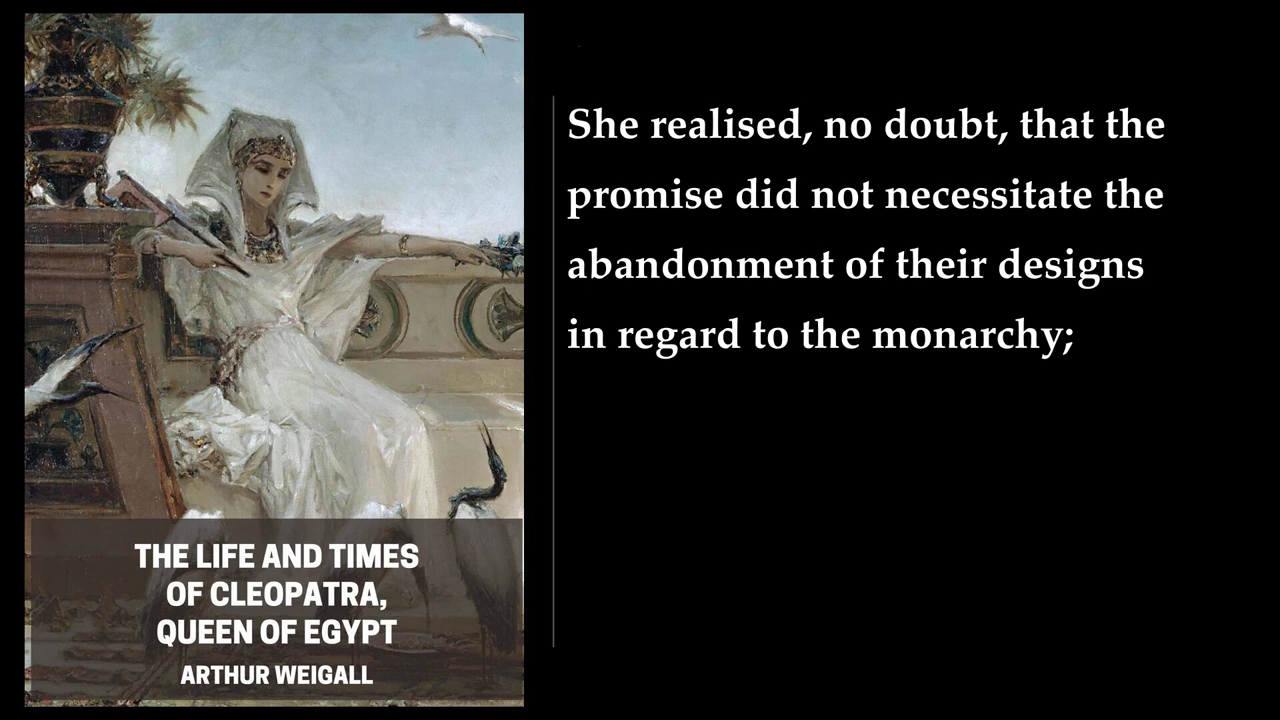 She realised, no doubt, that the
promise did not necessitate the
abandonment of their designs
in regard to the monarchy;
THE LIFE AND TIMES
OF CLEOPATRA,
QUEEN OF EGYPT
ARTHUR WEIGALL